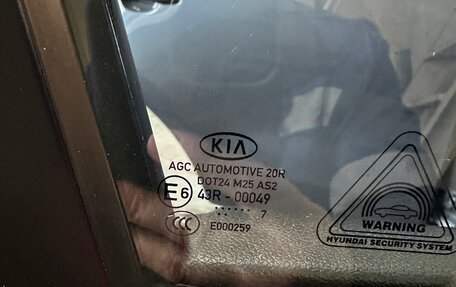 KIA
AGC AUTOMOTIVE 20R
DOT24 M25 AS2
E6 43R - 00049
...... 7
CCC E000259
WARNING
HYUNDAI SECURITY SYSTEM